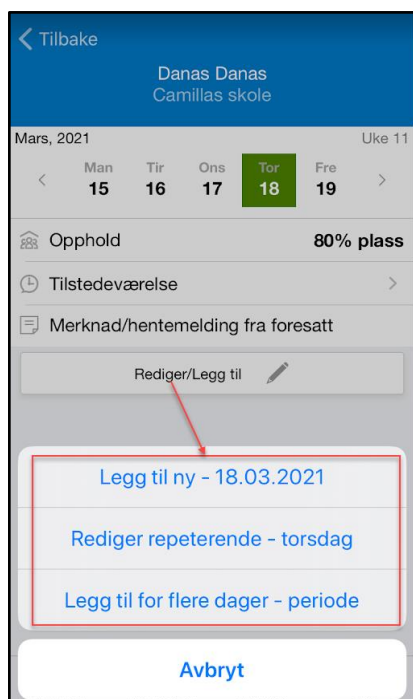 Tilbake
Danas Danas
Camillas skole
Mars, 2021 Uke 11
Man Tir Ons Tor Fre
15 16 17 18 19
Opphold 80% plass
Tilstedeværelse
Merknad/hentemelding fra foresatt
Rediger/Legg til
Legg til ny - 18.03.2021
Rediger repeterende - torsdag
Legg til for flere dager - periode
Avbryt